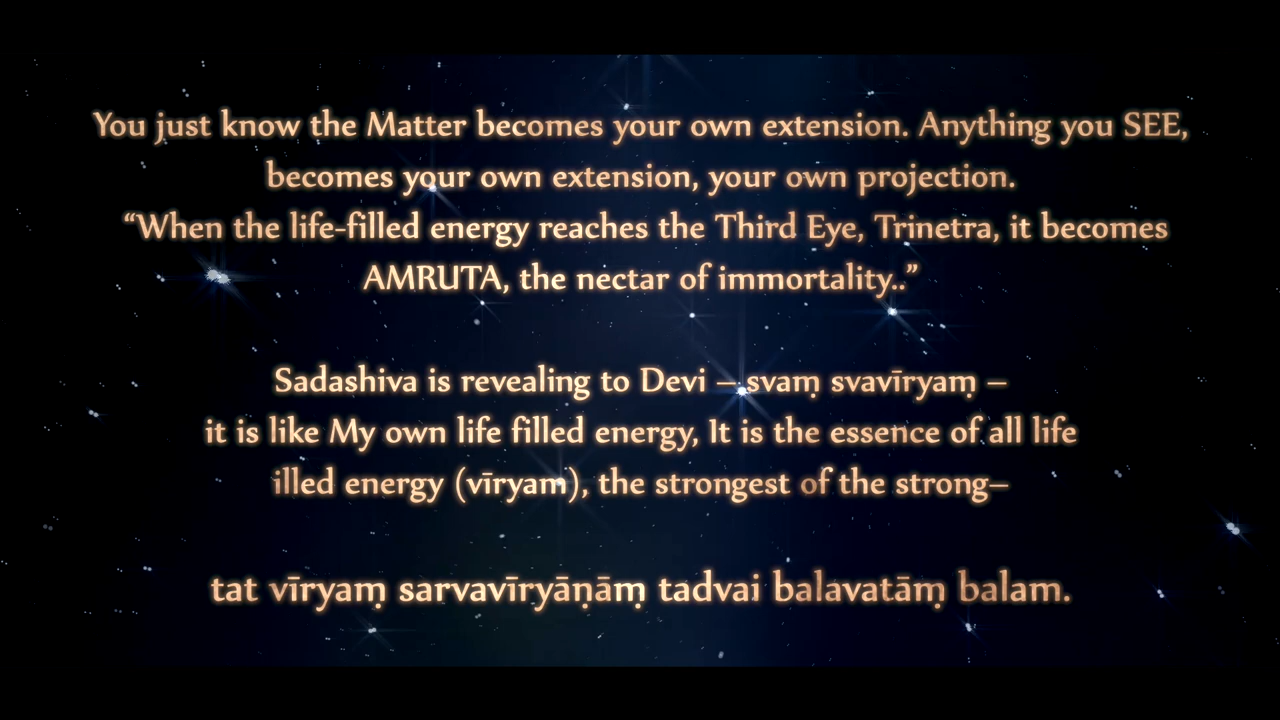 You just know the Matter becomes your own extension. Anything you SEE,
becomes your own extension, your own projection.
“When the life-filled energy reaches the Third Eye, Trinetra, it becomes
AMRUTA, the nectar of immortality..”
Sadashiva is revealing to Devi – svaṃ svavīryaṃ –
it is like My own life filled energy, It is the essence of all life
illed energy (vīryam), the strongest of the strong–
tat vīryaṃ sarvavīryāṇāṃ tadvai balavatāṃ balam.